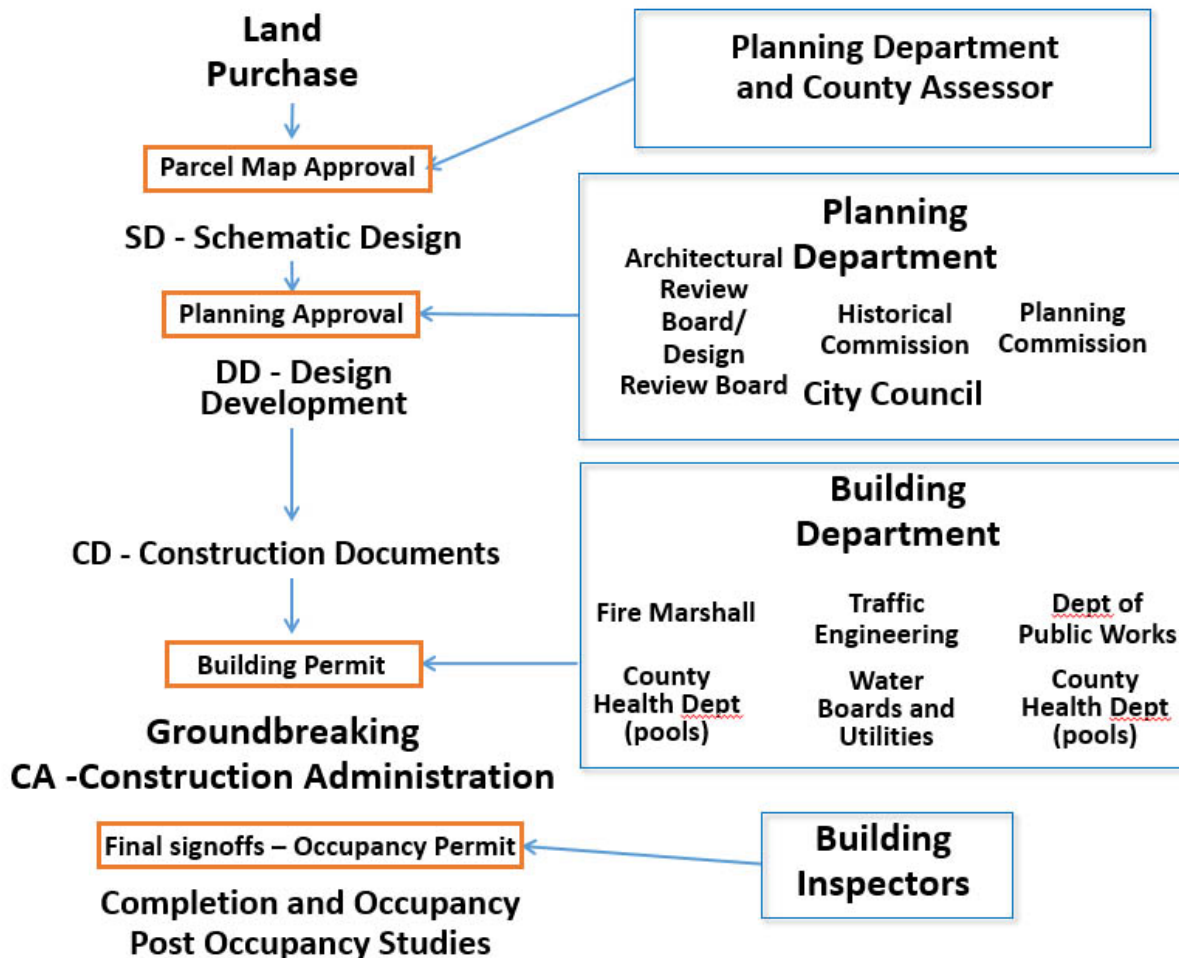 Land
Purchase
Parcel Map Approval
SD - Schematic Design
Planning Approval
DD - Design
Development
CD - Construction Documents
Building Permit
Groundbreaking
CA -Construction Administration
Final signoffs – Occupancy Permit
Completion and Occupancy
Post Occupancy Studies
Planning Department
and County Assessor
Planning
Department
Architectural
Review
Board/
Design
Review Board
Historical
Commission
Planning
Commission
City Council
Building
Department
Fire Marshall
Traffic
Engineering
Dept of
Public Works
County
Health Dept
(pools)
Water
Boards and
Utilities
County
Health Dept
(pools)
Building
Inspectors